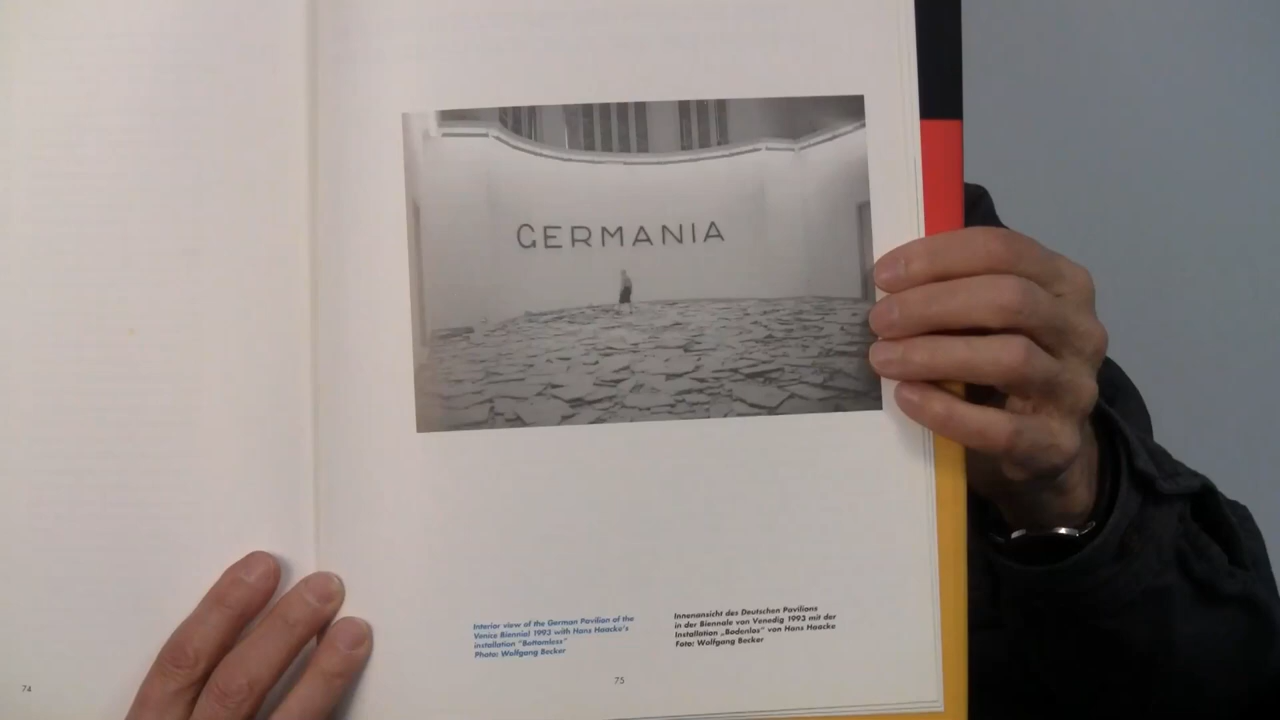 GERMANIA
Interior view of the German Pavilion of the
Venice Biennial 1993 with Hans Haacke's
installation "Bottomless"
Photo: Wolfgang Becker
Innenansicht des Deutschen Pavilions
in der Biennale von Venedig 1993 mit der
Installation „Bodenlos" von Hans Haacke
Foto: Wolfgang Becker
74
75